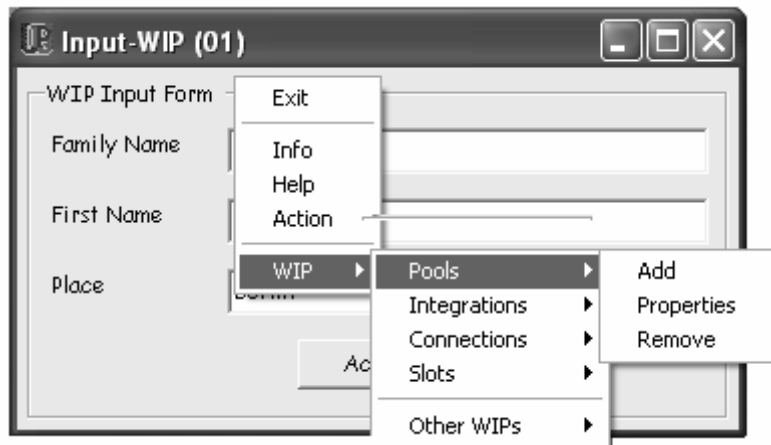 Input-WIP (01)
WIP Input Form
Exit
Family Name
Info
Help
First Name
Action
WIP
Pools
Add
Place
Integrations
Properties
Connections
Remove
Ac
Slots
Other WIPs